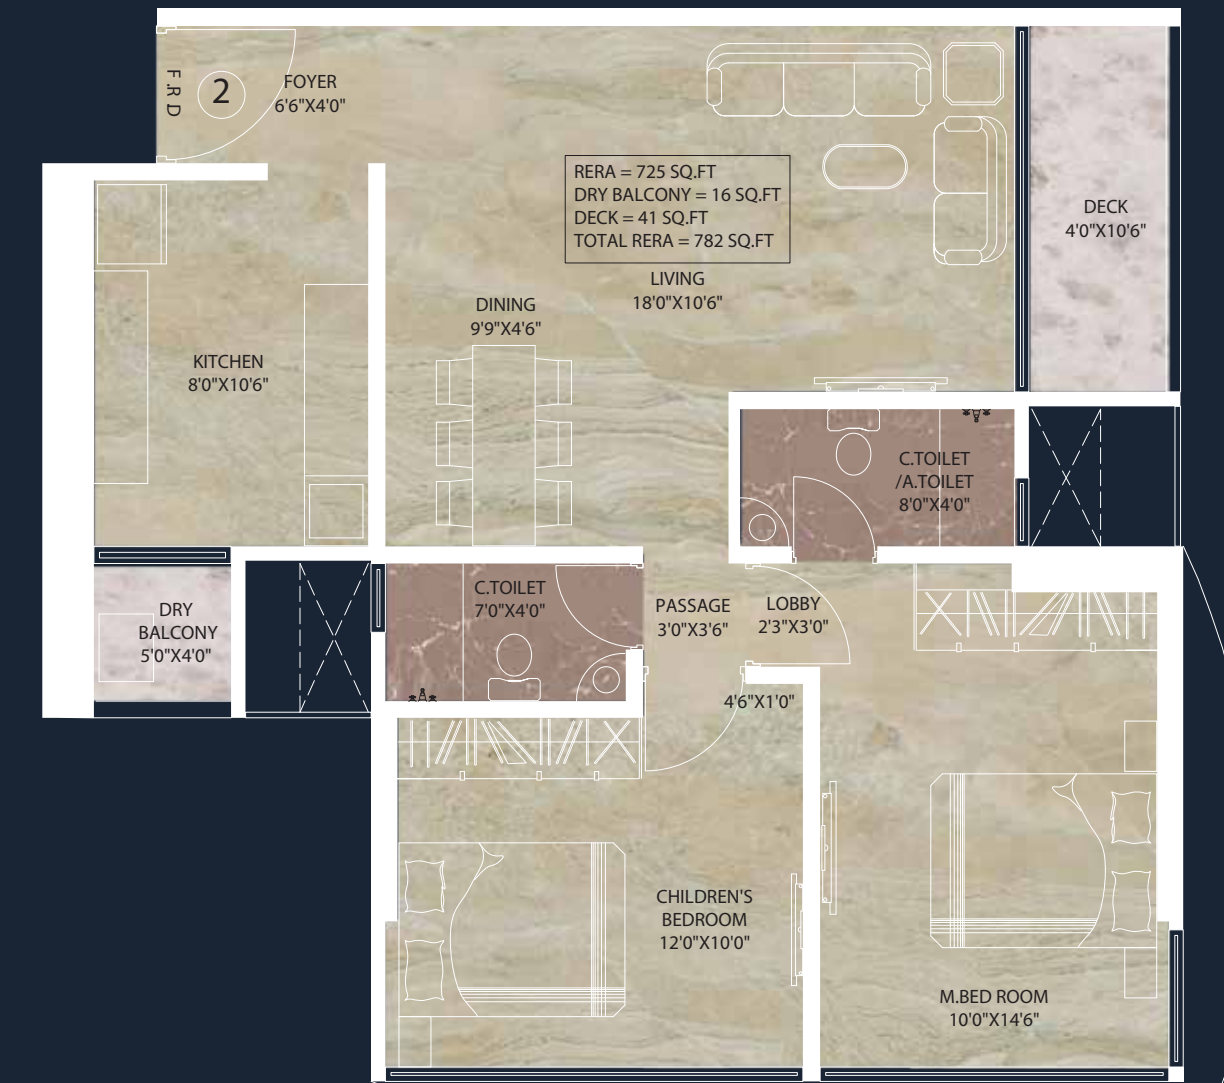 F.R D
2
FOYER
6'6"X4'0"
RERA = 725 SQ.FT
DRY BALCONY = 16 SQ.FT
DECK = 41 SQ.FT
TOTAL RERA = 782 SQ.FT
DECK
4'0"X10'6"
LIVING
18'0"X10'6"
DINING
9'9"X4'6"
KITCHEN
8'0"X10'6"
C.TOILET
/A.TOILET
8'0"X4'0"
C.TOILET
7'0"X4'0"
PASSAGE
3'0"X3'6"
LOBBY
2'3"X3'0"
DRY
BALCONY
5'0"X4'0"
4'6"X1'0"
CHILDREN'S
BEDROOM
12'0"X10'0"
M.BED ROOM
10'0"X14'6"